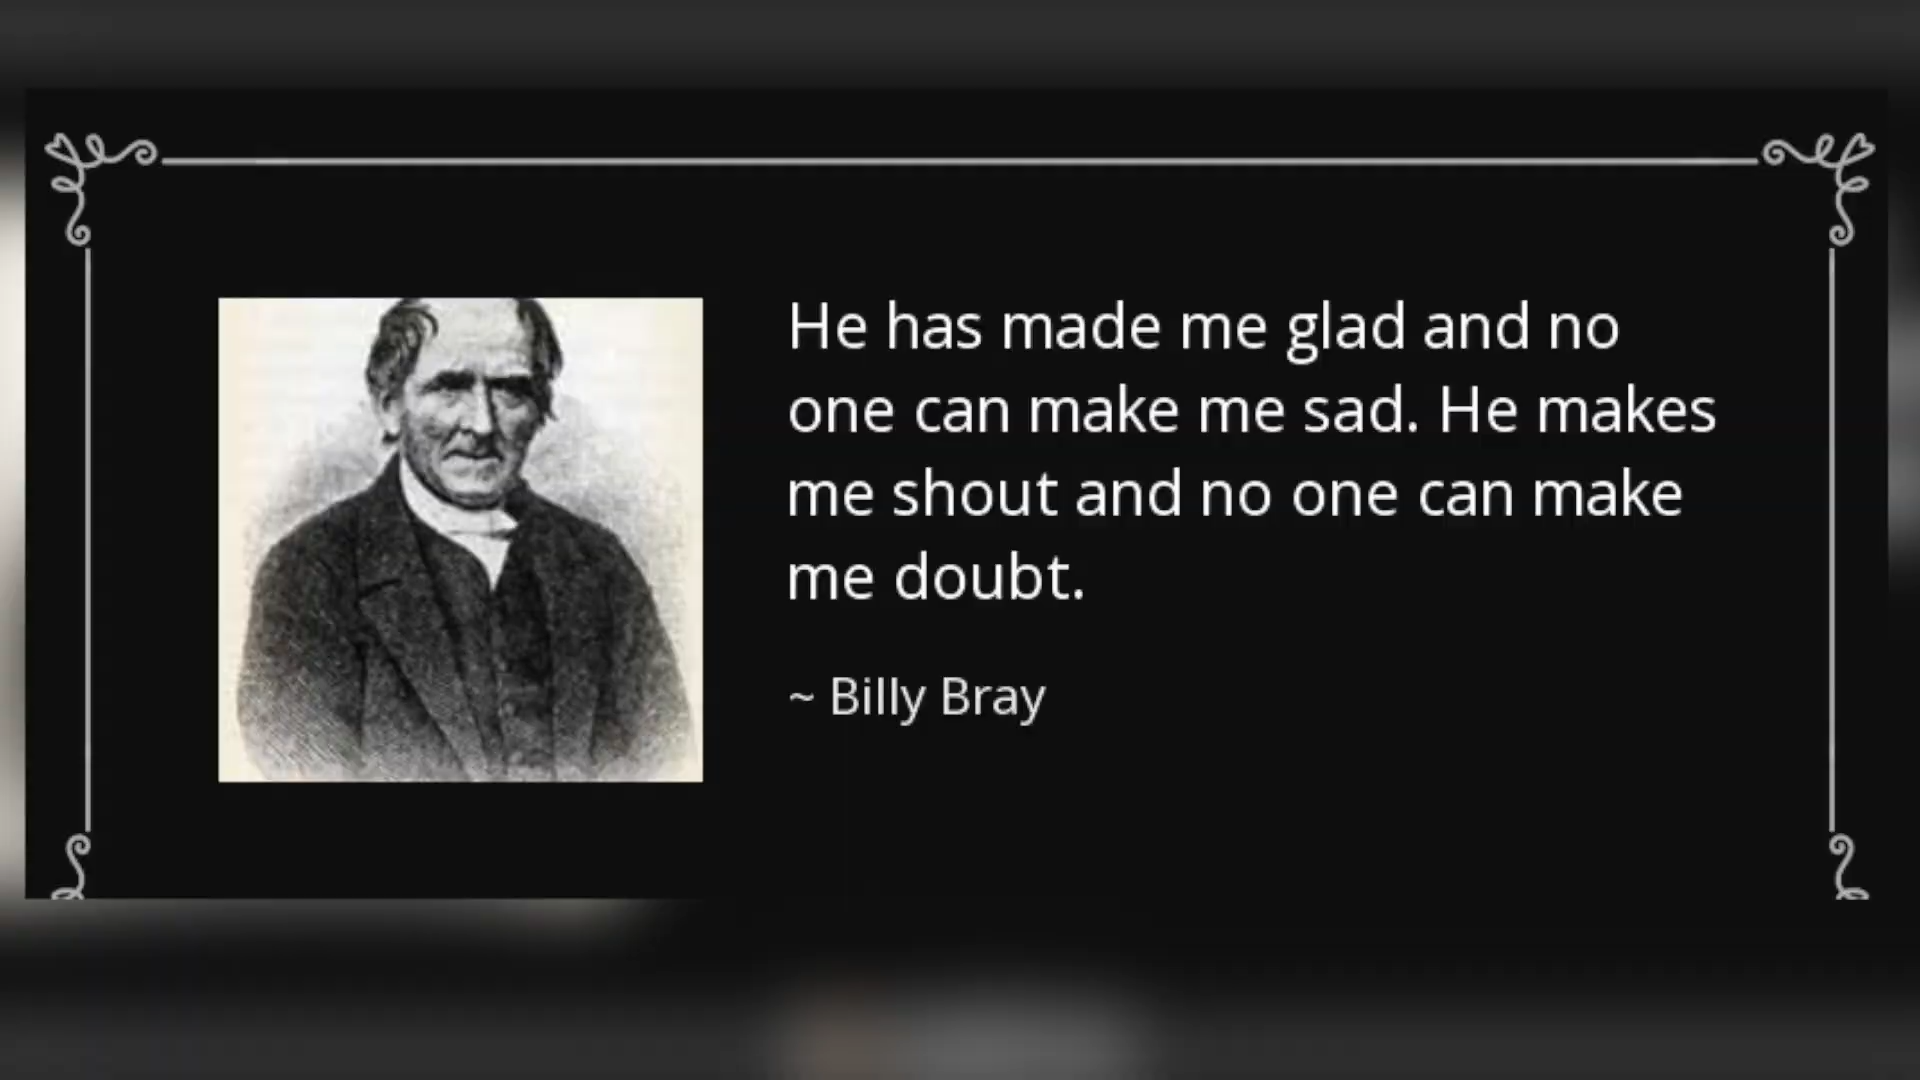 He has made me glad and no
one can make me sad. He makes
me shout and no one can make
me doubt.
~ Billy Bray